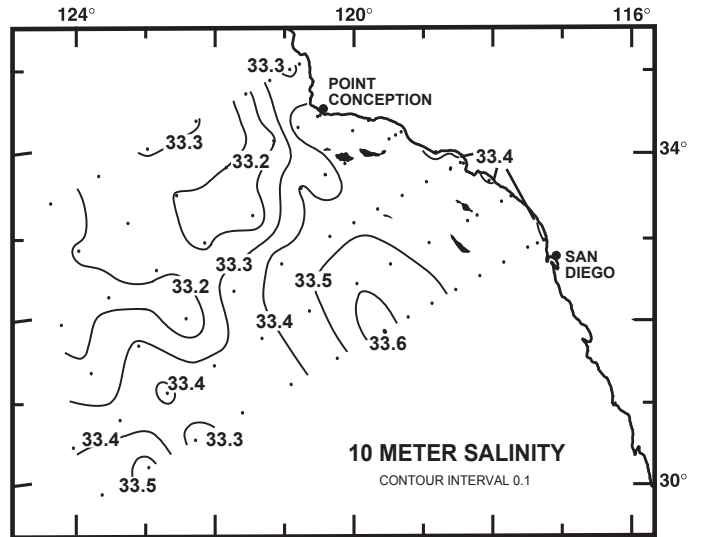 124° 120° 116°
33.3
POINT
CONCEPTION
33.3
33.4
34°
33.2
33.3
SAN
DIEGO
33.5
33.2
33.4
33.6
33.4
33.4
33.3
10 METER SALINITY
CONTOUR INTERVAL 0.1
33.5
30°